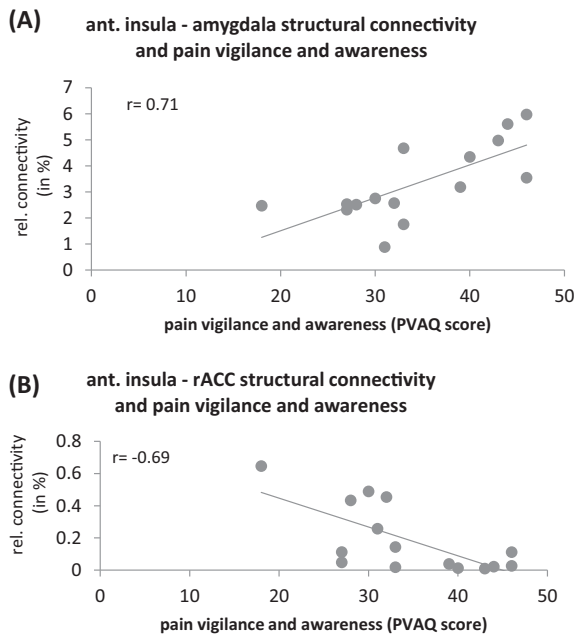 (A)
ant. insula - amygdala structural connectivity
and pain vigilance and awareness
r= 0.71
rel. connectivity
(in %)
7
6
5
4
3
2
1
0
0 10 20 30 40 50
pain vigilance and awareness (PVAQ score)
(B)
ant. insula - rACC structural connectivity
and pain vigilance and awareness
r= -0.69
rel. connectivity
(in %)
0.8
0.6
0.4
0.2
0
0 10 20 30 40 50
pain vigilance and awareness (PVAQ score)